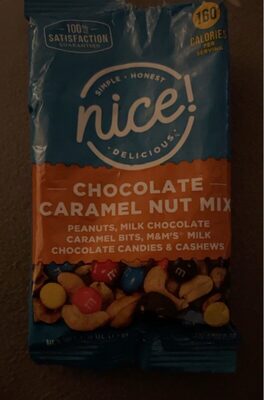 100%
SATISFACTION
GUARANTEED
160
CALORIES
PER
SERVING
SIMPLE • HONEST
nice!
• DELICIOUS •
CHOCOLATE
CARAMEL NUT MIX
PEANUTS, MILK CHOCOLATE
CARAMEL BITS, M&M'S® MILK
CHOCOLATE CANDIES & CASHEWS